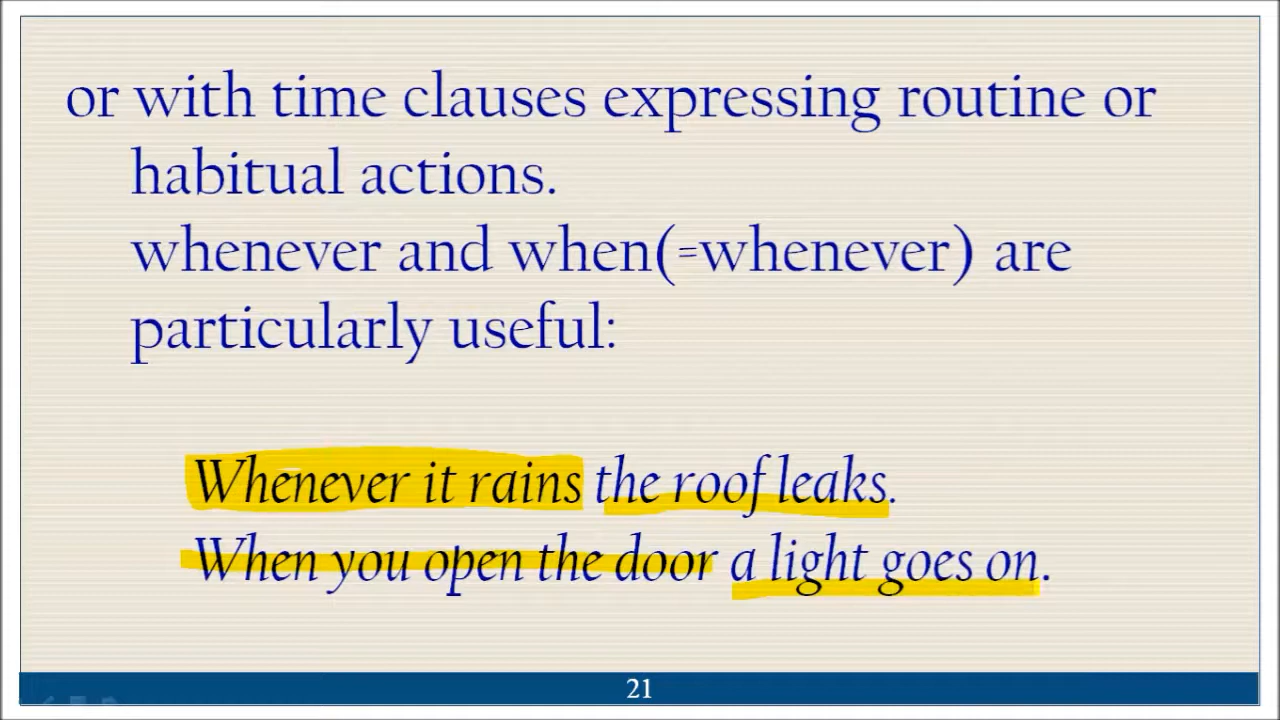 or with time clauses expressing routine or
habitual actions.
whenever and when(=whenever) are
particularly useful:
Whenever it rains the roof leaks.
When you open the door a light goes on.
21